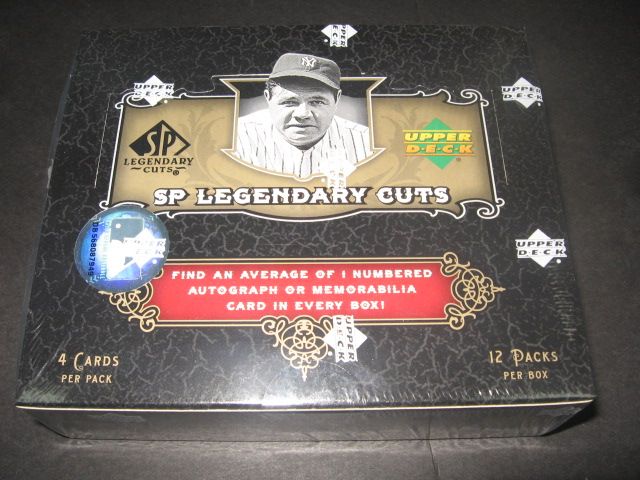 UPPER
DECK
UPPER
DECK
UPPER
DECK
NY
SP
LEGENDARY
CUTS
UPPER
D·E·C·K
SP LEGENDARY CUTS
UPPER
DECK
FIND AN AVERAGE OF 1 NUMBERED
AUTOGRAPH OR MEMORABILIA
CARD IN EVERY BOX!
UPPER
DECK
4 CARDS
PER PACK
12 PACKS
PER BOX